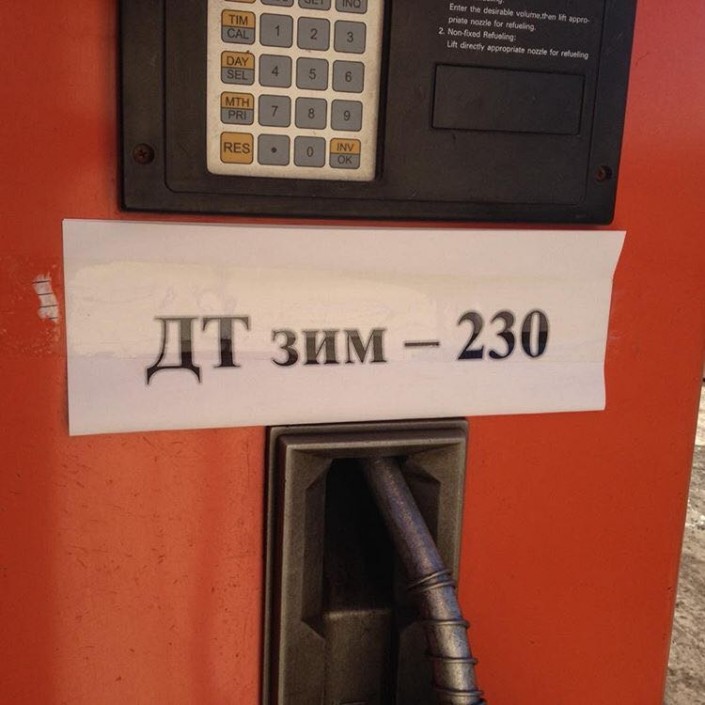 INQ
Enter the desirable volume,then lift appro-
priate nozzle for refueling.
2. Non-fixed Refueling:
Lift directly appropriate nozzle for refueling
TIM
CAL
1
2
3
DAY
SEL
4
5
6
MTH
PRI
7
8
9
RES
•
0
INV
OK
ДТ зим – 230